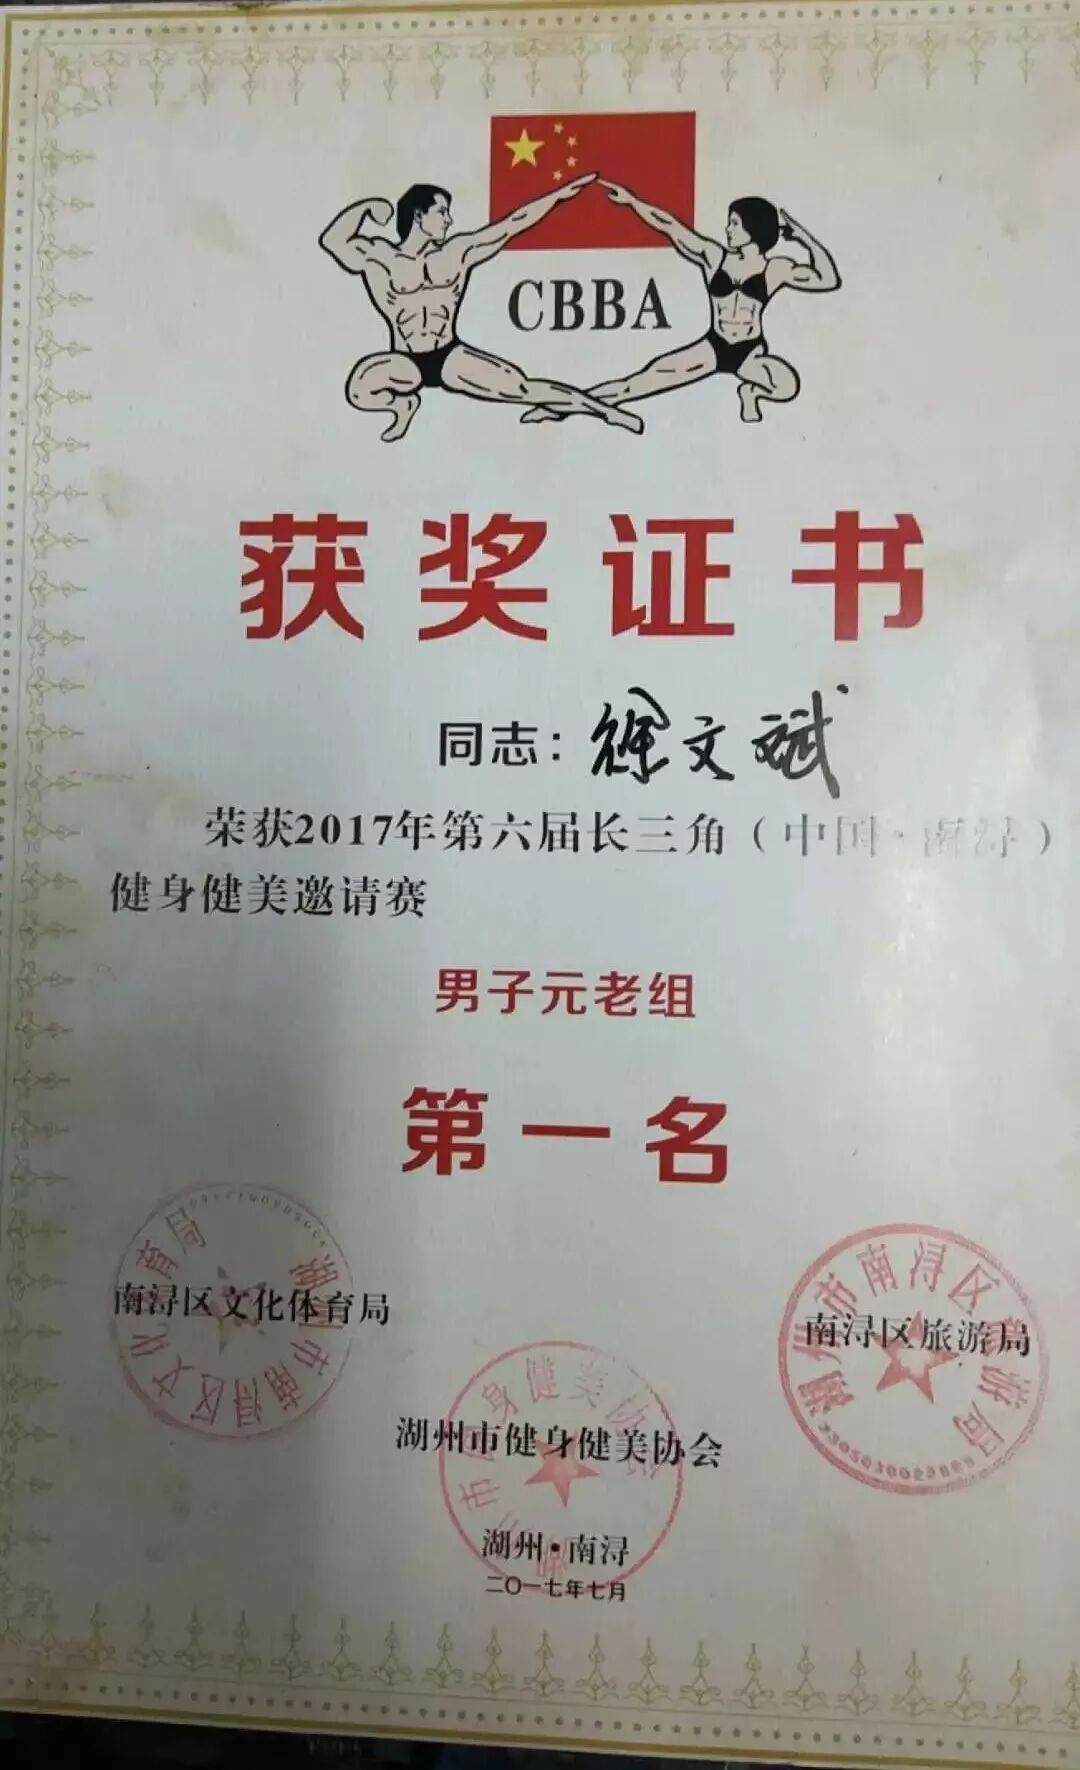 CBBA
获奖证书
同志：徐文斌
荣获2017年第六届长三角（中国·南浔）
健身健美邀请赛
男子元老组
第一名
南浔区文化体育局
南浔区旅游局
湖州市健身健美协会
湖州·南浔
二〇一七年七月